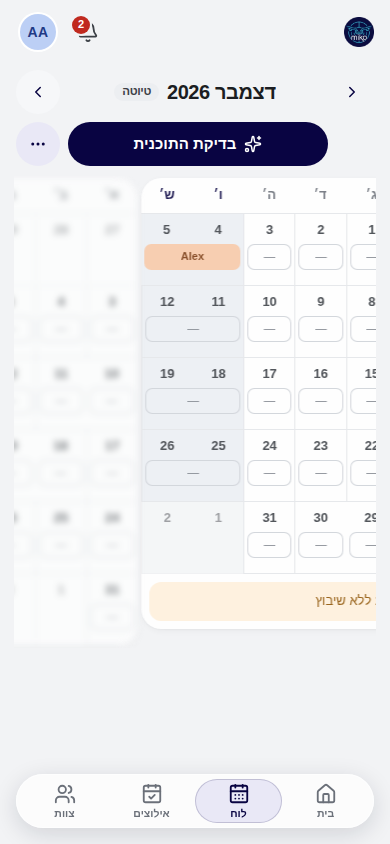 AA
2
miko
דצמבר 2026 טיוטה
בדיקת התוכנית
ג׳ ד׳ ה׳ ו׳ ש׳
1 2 3 4 5
— — — Alex
8 9 10 11 12
— — — —
15 16 17 18 19
— — — —
22 23 24 25 26
— — — —
29 30 31 1 2
— — —
ללא שיבוץ
בית
לוח
אילוצים
צוות